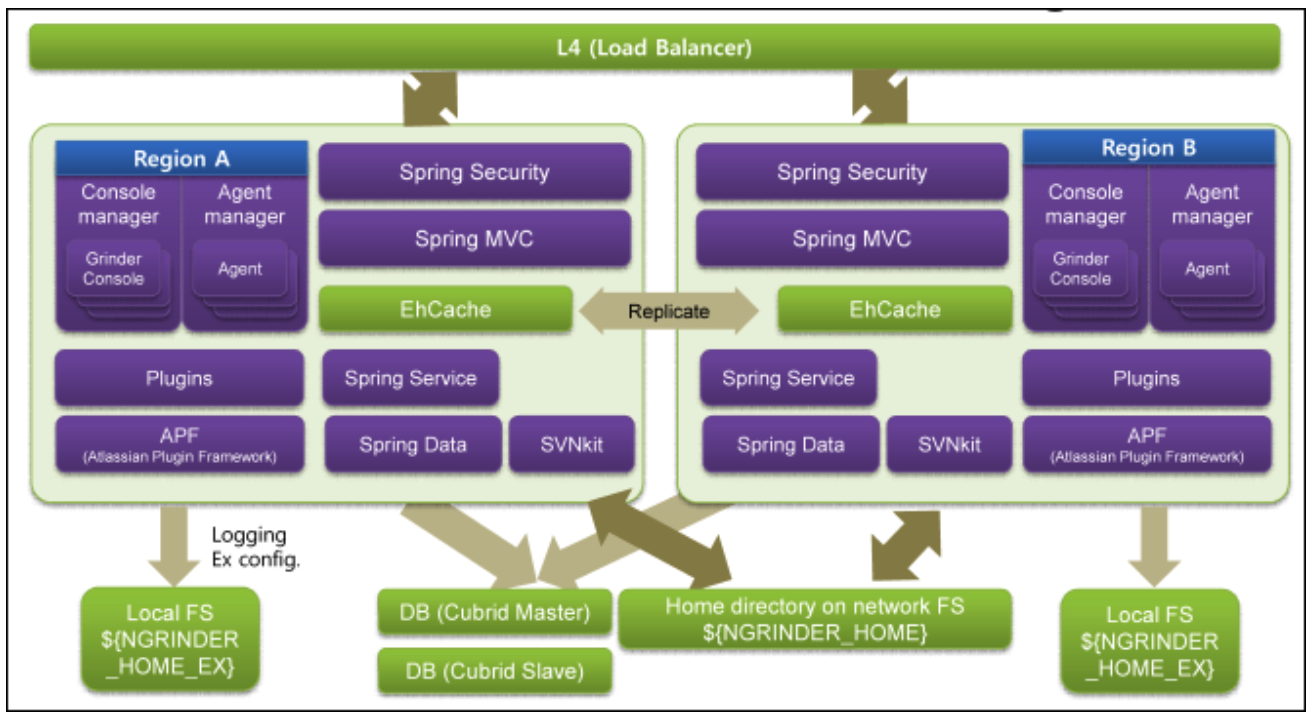 L4 (Load Balancer)
Region A
Console
manager
Agent
manager
Grinder
Console
Agent
Spring Security
Spring MVC
EhCache
Plugins
Spring Service
APF
(Atlassian Plugin Framework)
Spring Data
SVNkit
Replicate
Spring Security
Spring MVC
EhCache
Region B
Console
manager
Agent
manager
Grinder
Console
Agent
Spring Service
Plugins
Spring Data
SVNkit
APF
(Atlassian Plugin Framework)
Logging
Ex config.
Local FS
${NGRINDER
_HOME_EX}
DB (Cubrid Master)
DB (Cubrid Slave)
Home directory on network FS
${NGRINDER_HOME}
Local FS
${NGRINDER
_HOME_EX}